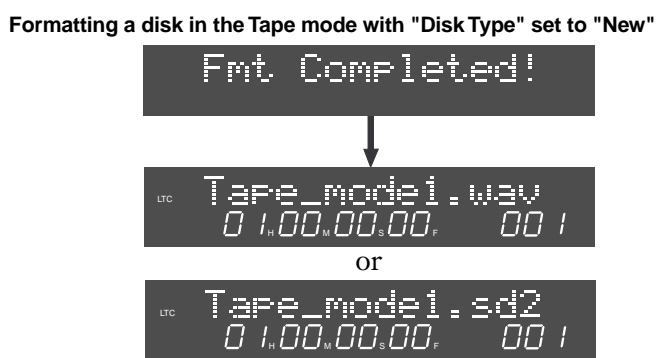 Formatting a disk in the Tape mode with "Disk Type" set to "New"
Fmt Completed!
LTC Tape_mode1.wav
01H00M00S00F 001
or
LTC Tape_mode1.sd2
01H00M00S00F 001